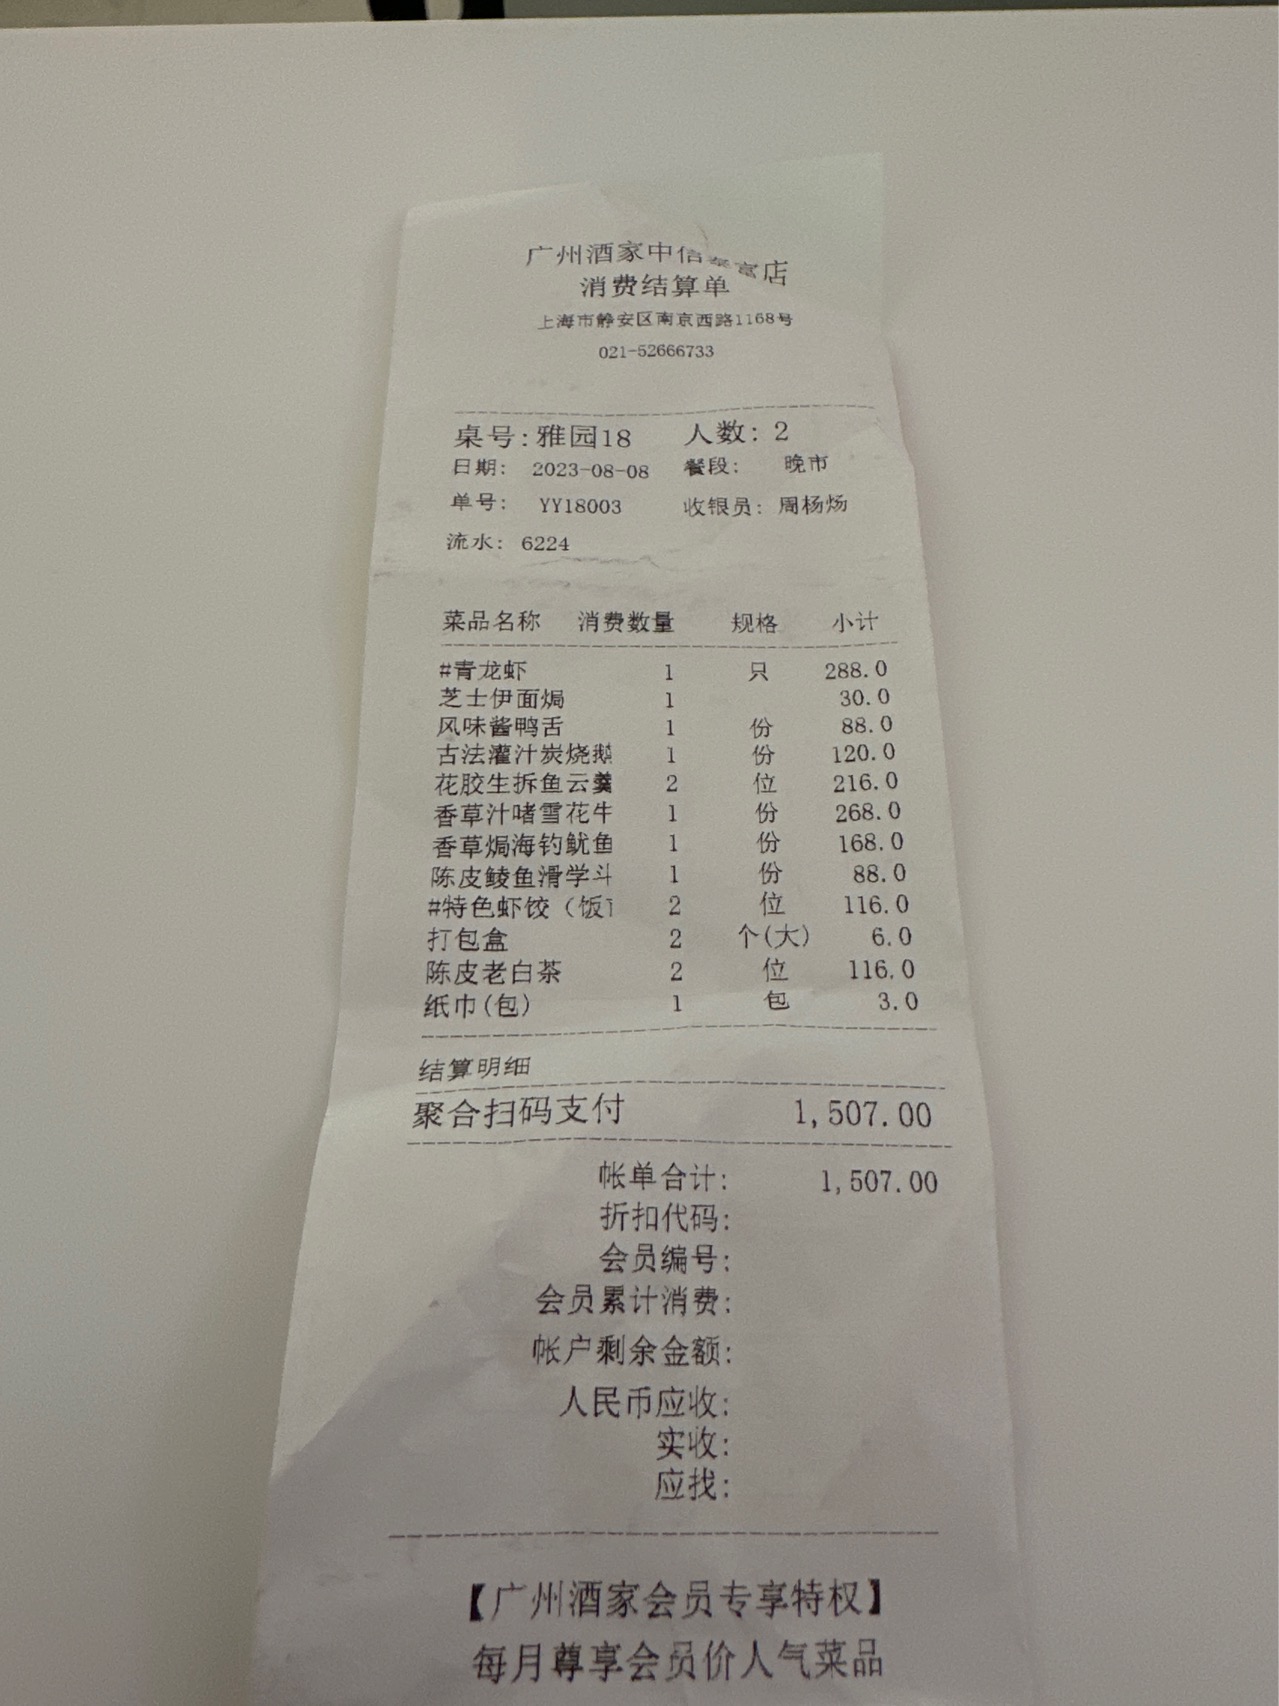 广州酒家中信泰富店
消费结算单
上海市静安区南京西路1168号
021-52666733
桌号:雅园18 人数: 2
日期: 2023-08-08 餐段: 晚市
单号: YY18003 收银员: 周杨炀
流水: 6224
菜品名称 消费数量 规格 小计
#青龙虾 1 只 288.0
芝士伊面焗 1 30.0
风味酱鸭舌 1 份 88.0
古法灌汁炭烧鹅 1 份 120.0
花胶生拆鱼云羹 2 位 216.0
香草汁啫雪花牛 1 份 268.0
香草焗海钓鱿鱼 1 份 168.0
陈皮鲮鱼滑学斗 1 份 88.0
#特色虾饺（饭 2 位 116.0
打包盒 2 个(大) 6.0
陈皮老白茶 2 位 116.0
纸巾(包) 1 包 3.0
结算明细
聚合扫码支付 1,507.00
帐单合计: 1,507.00
折扣代码:
会员编号:
会员累计消费:
帐户剩余金额:
人民币应收:
实收:
应找:
【广州酒家会员专享特权】
每月尊享会员价人气菜品